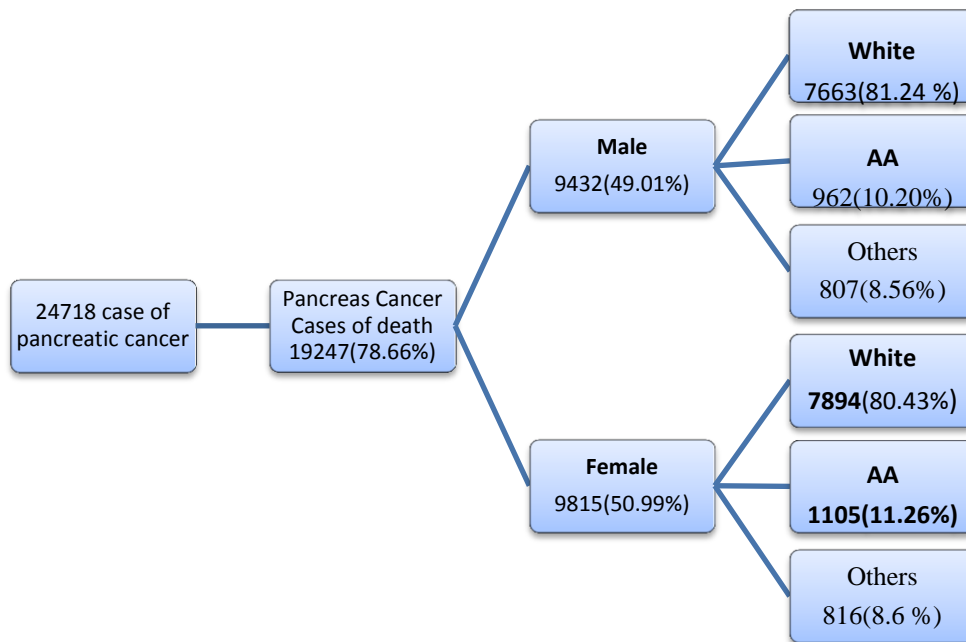 24718 case of
pancreatic cancer
Pancreas Cancer
Cases of death
19247(78.66%)
Male
9432(49.01%)
White
7663(81.24 %)
AA
962(10.20%)
Others
807(8.56%)
Female
9815(50.99%)
White
7894(80.43%)
AA
1105(11.26%)
Others
816(8.6 %)